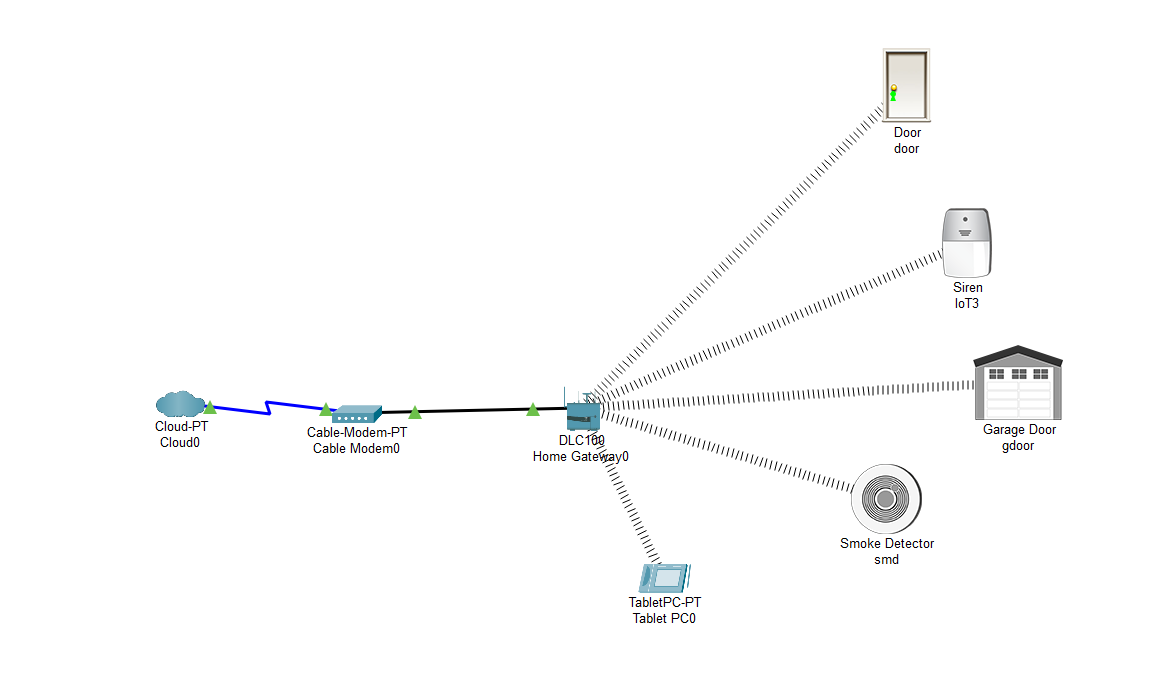 Door
door
Siren
IoT3
Garage Door
gdoor
Cloud-PT
Cloud0
Cable-Modem-PT
Cable Modem0
DLC100
Home Gateway0
Smoke Detector
smd
TabletPC-PT
Tablet PC0